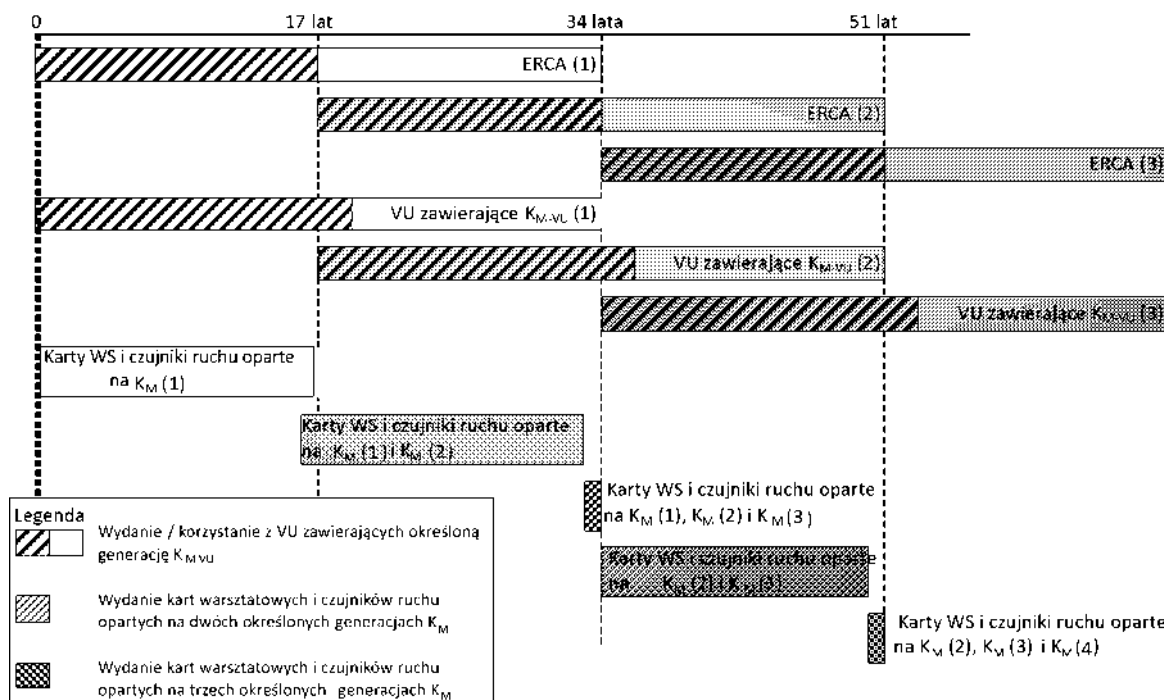 0 17 lat 34 lata 51 lat
ERCA (1)
ERCA (2)
ERCA (3)
VU zawierające K_M-VU (1)
VU zawierające K_M-VU (2)
VU zawierające K_M-VU (3)
Karty WS i czujniki ruchu oparte
na K_M (1)
Karty WS i czujniki ruchu oparte
na K_M (1) i K_M (2)
Karty WS i czujniki ruchu oparte
na K_M (1), K_M (2) i K_M (3)
Karty WS i czujniki ruchu oparte
na K_M (2) i K_M (3)
Karty WS i czujniki ruchu oparte
na K_M (2), K_M (3) i K_M (4)
Legenda
Wydanie / korzystanie z VU zawierających określoną
generację K_M-VU
Wydanie kart warsztatowych i czujników ruchu
opartych na dwóch określonych generacjach K_M
Wydanie kart warsztatowych i czujników ruchu
opartych na trzech określonych generacjach K_M